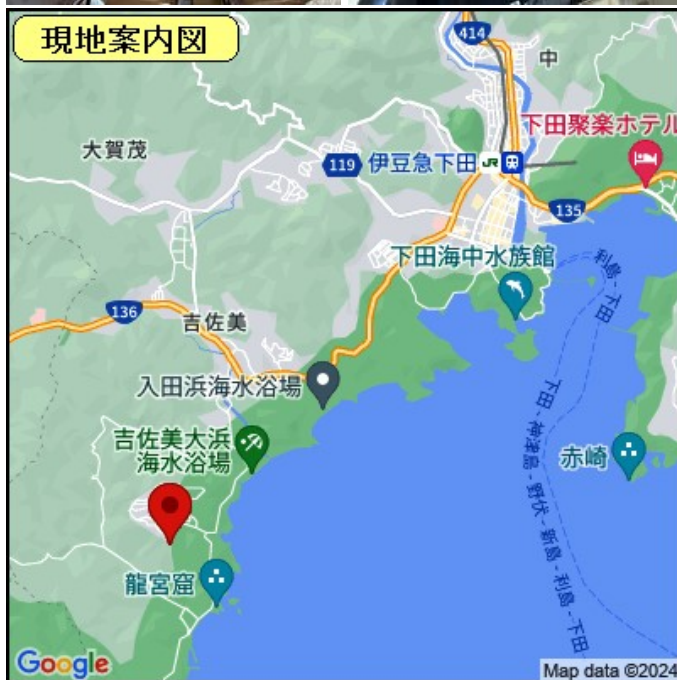 現地案内図
414
中
下田聚楽ホテル
大賀茂
119
伊豆急下田
JR
135
下田海中水族館
利島 - 下田
136
吉佐美
入田浜海水浴場
吉佐美大浜
海水浴場
赤崎
下田 - 神津島 - 野伏 - 新島 - 利島 - 下田
龍宮窟
Google
Map data ©2024